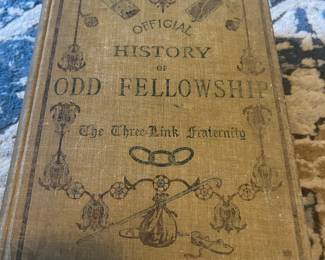 OFFICIAL
HISTORY
OF
ODD FELLOWSHIP
The Three-Link Fraternity